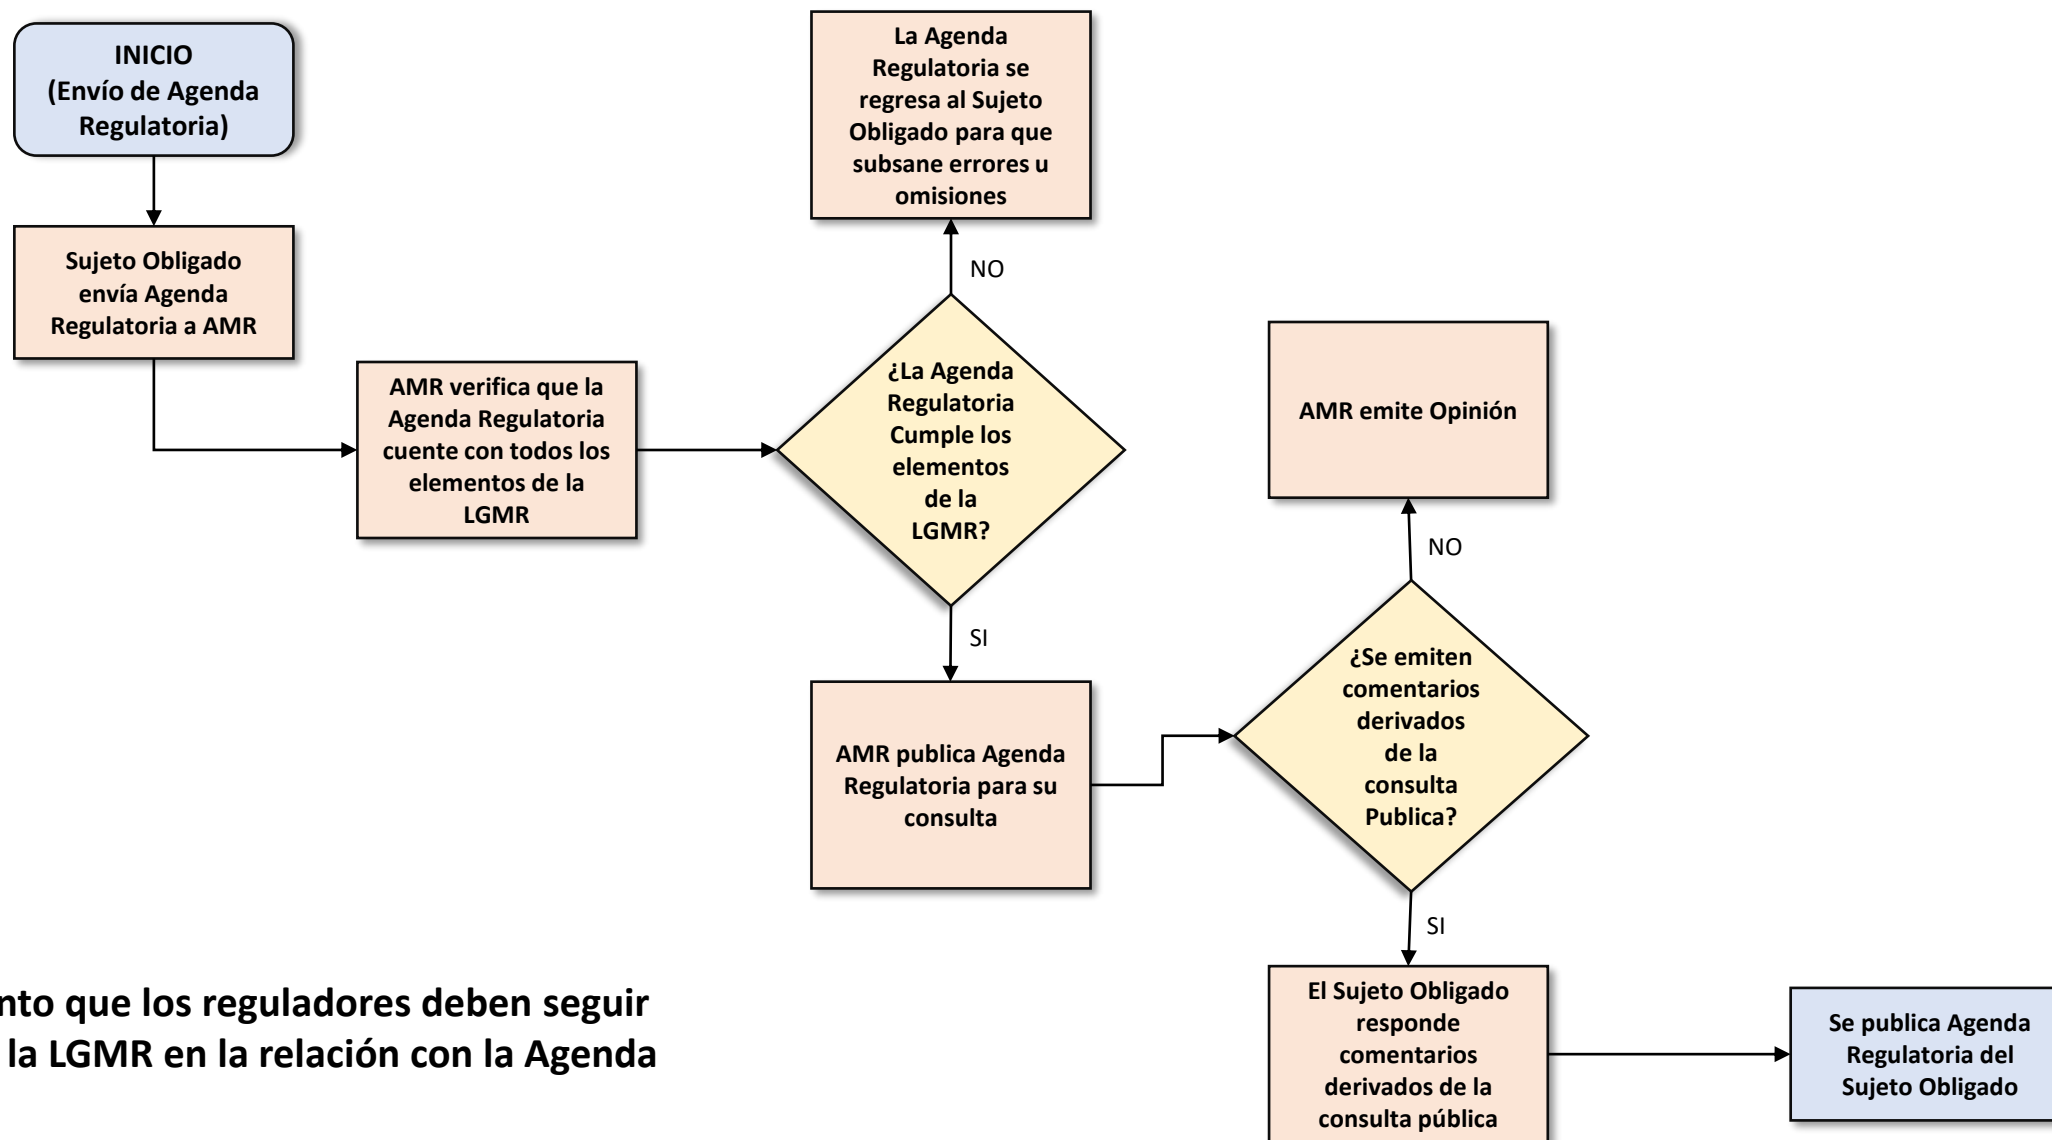 INICIO
(Envío de Agenda
Regulatoria)
Sujeto Obligado
envía Agenda
Regulatoria a AMR
AMR verifica que la
Agenda Regulatoria
cuente con todos los
elementos de la
LGMR
La Agenda
Regulatoria se
regresa al Sujeto
Obligado para que
subsane errores u
omisiones
NO
¿La Agenda
Regulatoria
Cumple los
elementos
de la
LGMR?
SI
AMR publica Agenda
Regulatoria para su
consulta
AMR emite Opinión
NO
¿Se emiten
comentarios
derivados
de la
consulta
Publica?
SI
El Sujeto Obligado
responde
comentarios
derivados de la
consulta pública
Se publica Agenda
Regulatoria del
Sujeto Obligado
que los reguladores deben seguir
la LGMR en la relación con la Agenda